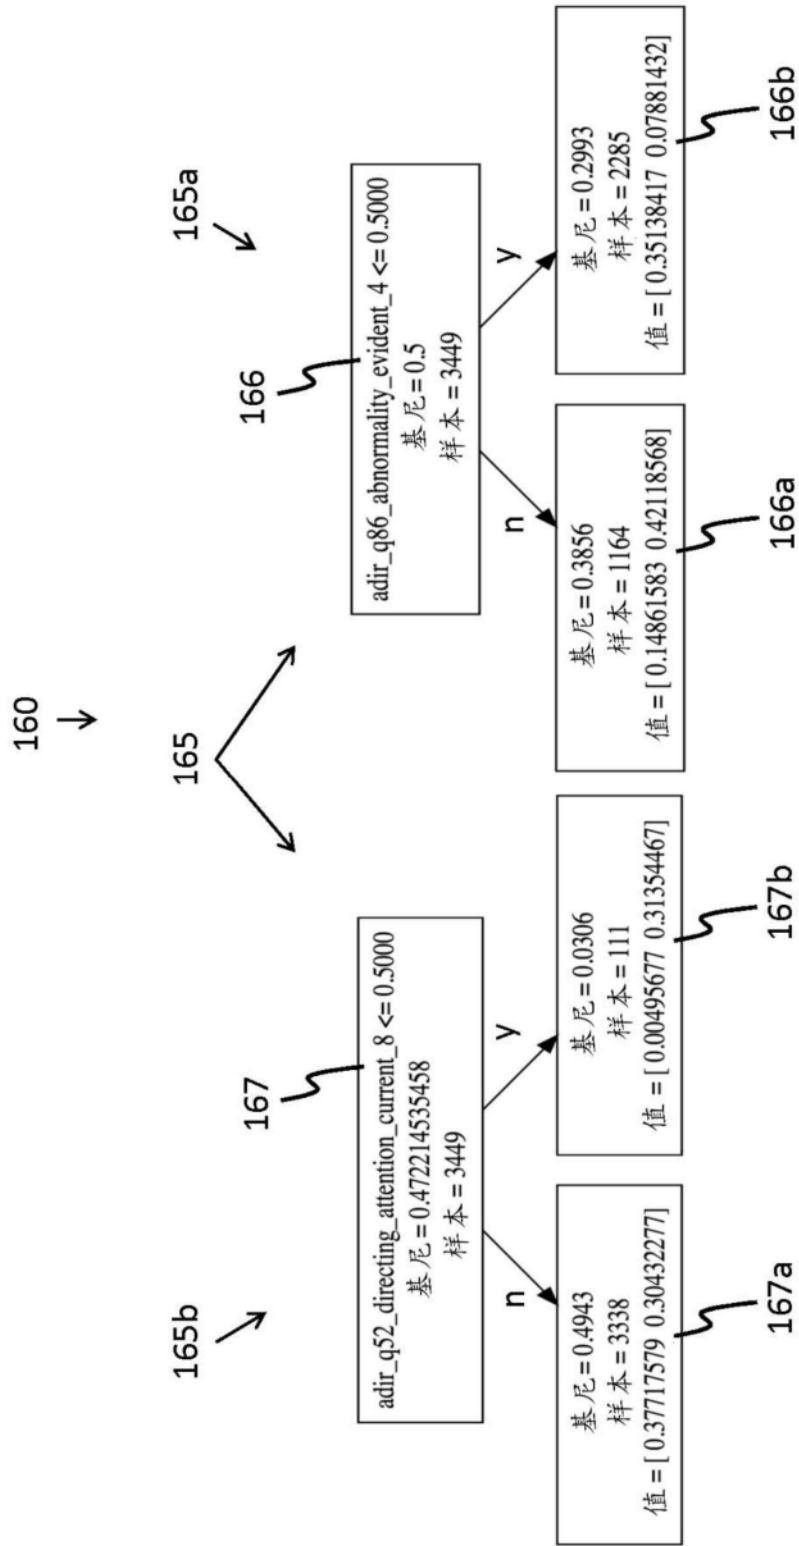 160
165
165b
165a
167
166
adir_q52_directing_attention_current_8 <= 0.5000
基尼 = 0.472214535458
样本 = 3449
adir_q86_abnormality_evident_4 <= 0.5000
基尼 = 0.5
样本 = 3449
n
y
n
y
基尼 = 0.4943
样本 = 3338
值 = [ 0.37717579 0.30432277]
基尼 = 0.0306
样本 = 111
值 = [ 0.00495677 0.31354467]
基尼 = 0.3856
样本 = 1164
值 = [ 0.14861583 0.42118568]
基尼 = 0.2993
样本 = 2285
值 = [ 0.35138417 0.07881432]
167a
167b
166a
166b